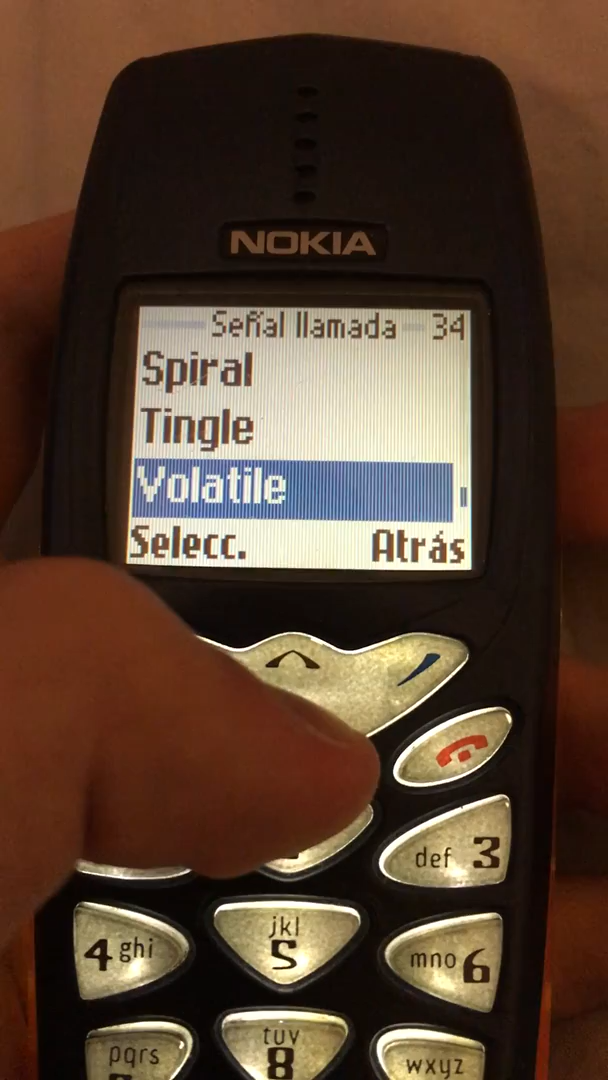 NOKIA
Señal llamada 34
Spiral
Tingle
Volatile
Selecc. Atrás
def 3
4 ghi
jkl
5
mno 6
pqrs
tuv
8
wxyz